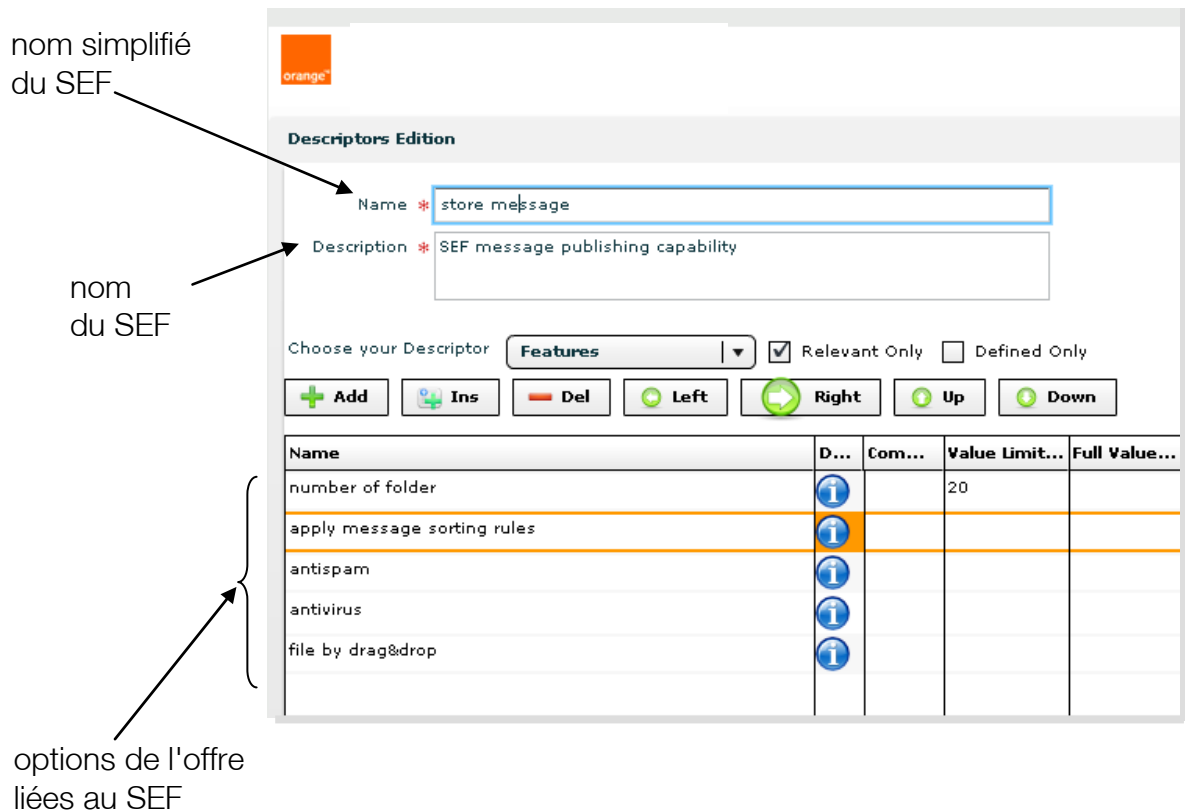 nom simplifié
du SEF
orange™
Descriptors Edition
Name * store message
Description * SEF message publishing capability
nom
du SEF
Choose your Descriptor Features Relevant Only Defined Only
Add Ins Del Left Right Up Down
Name D... Com... Value Limit... Full Value...
number of folder 20
apply message sorting rules
antispam
antivirus
file by drag&drop
options de l'offre
liées au SEF